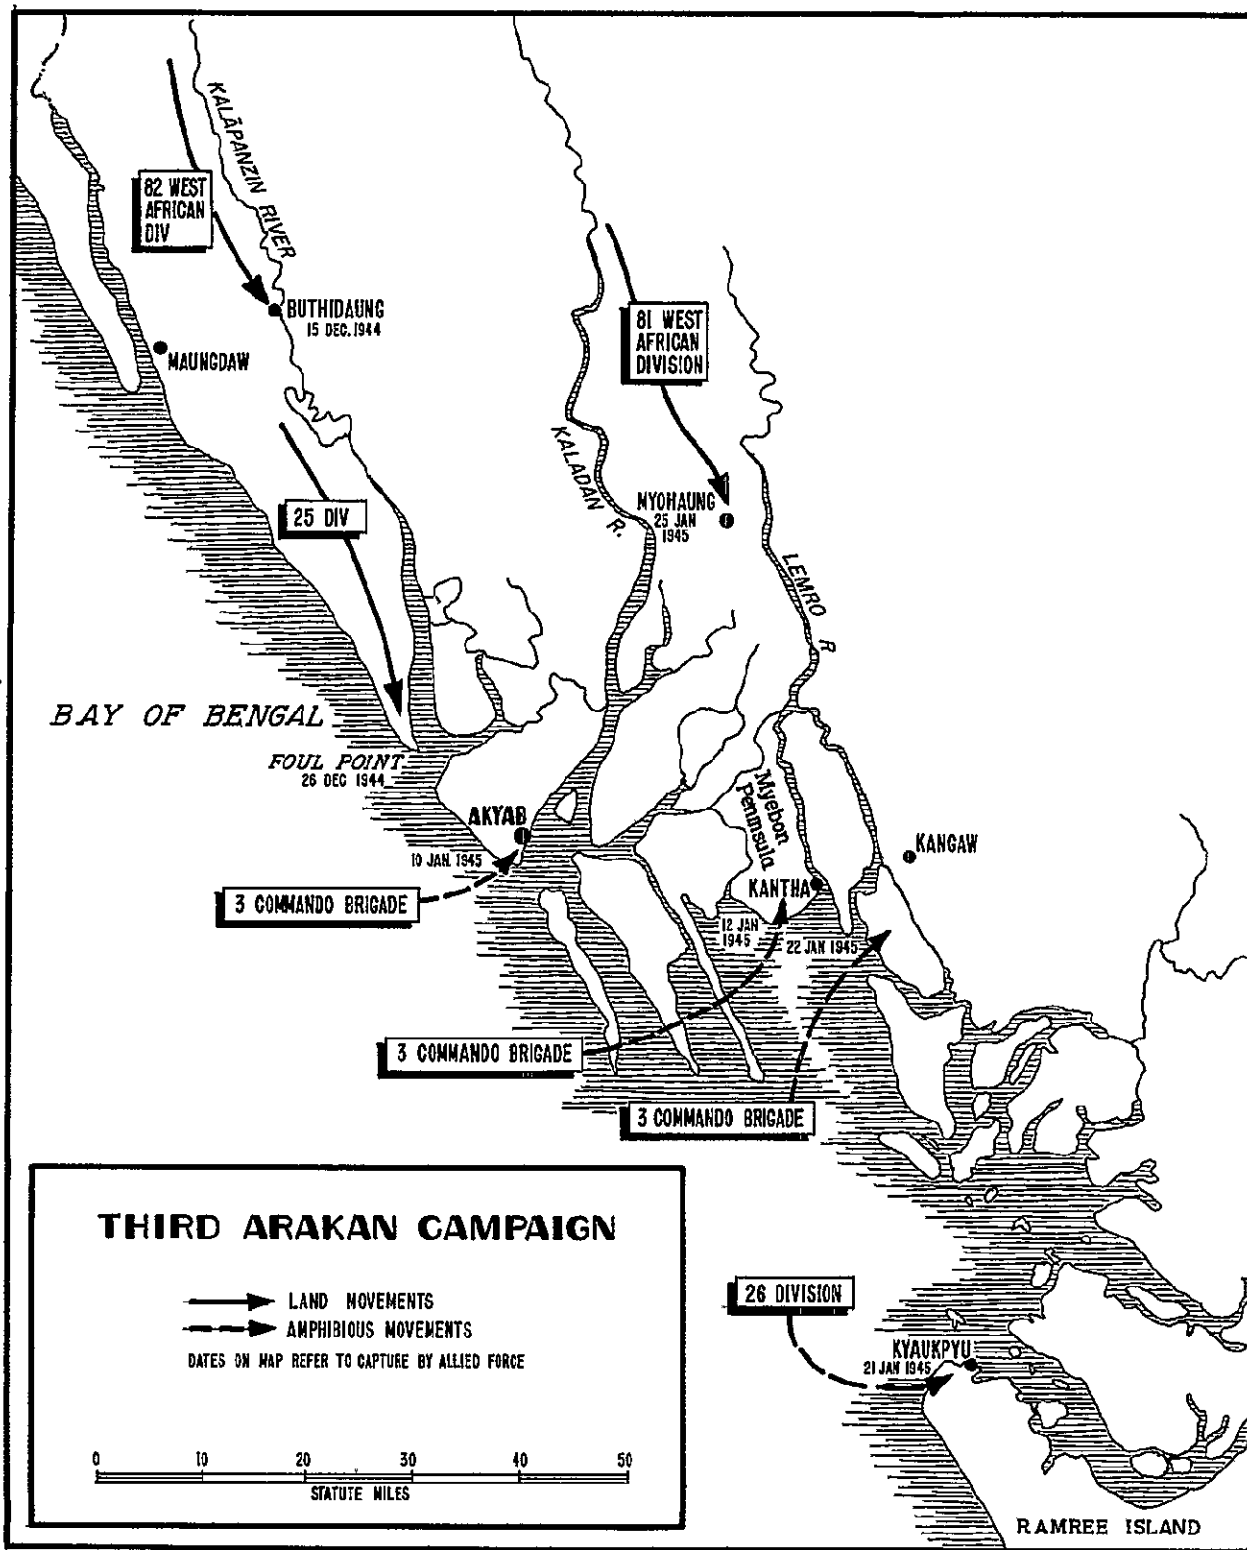 KALAPANZIN RIVER
82 WEST
AFRICAN
DIV
BUTHIDAUNG
15 DEC. 1944
MAUNGDAW
81 WEST
AFRICAN
DIVISION
KALADAN R.
25 DIV
MYOHAUNG
25 JAN
1945
LEMRO R
BAY OF BENGAL
FOUL POINT
26 DEC 1944
AKYAB
10 JAN. 1945
Myebon
Peninsula
KANGAW
KANTHA
3 COMMANDO BRIGADE
12 JAN
1945
22 JAN 1945
3 COMMANDO BRIGADE
3 COMMANDO BRIGADE
THIRD ARAKAN CAMPAIGN
LAND MOVEMENTS
AMPHIBIOUS MOVEMENTS
DATES ON MAP REFER TO CAPTURE BY ALLIED FORCE
0 10 20 30 40 50
STATUTE MILES
26 DIVISION
KYAUKPYU
21 JAN 1945
RAMREE ISLAND